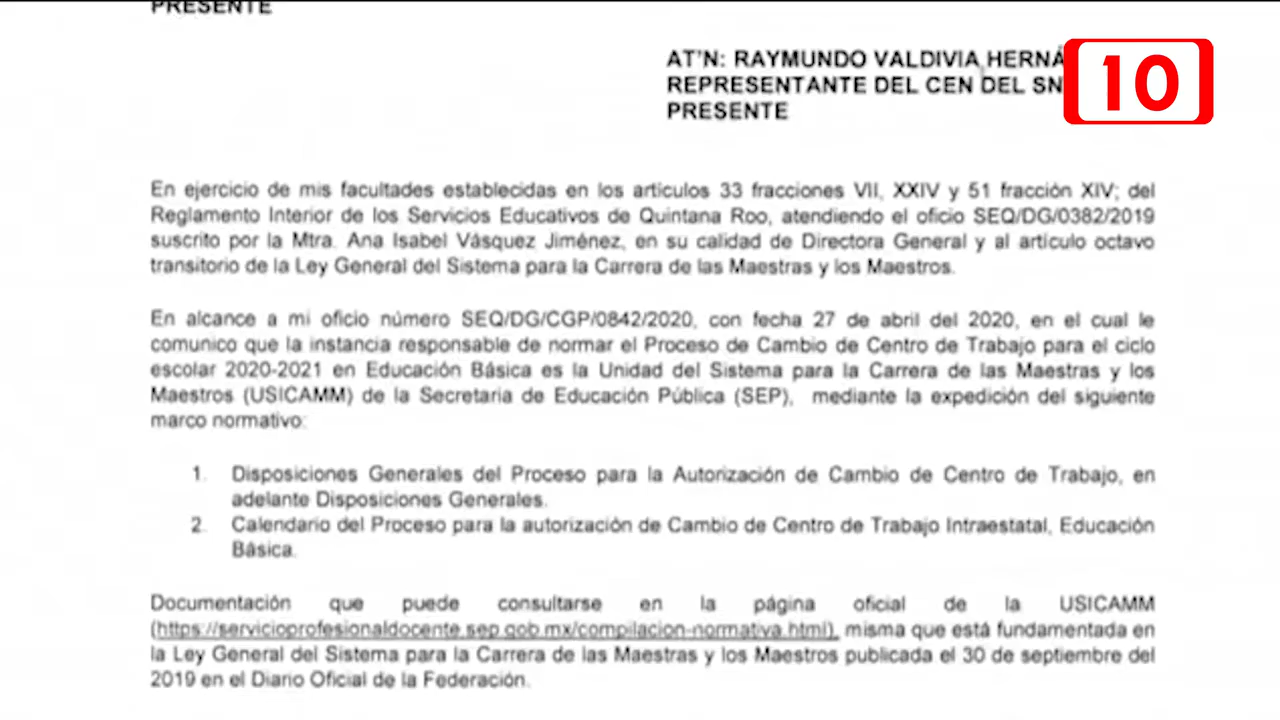 PRESENTE
AT'N: RAYMUNDO VALDIVIA HERNÁ
REPRESENTANTE DEL CEN DEL SN
PRESENTE
10
En ejercicio de mis facultades establecidas en los artículos 33 fracciones VII, XXIV y 51 fracción XIV; del
Reglamento Interior de los Servicios Educativos de Quintana Roo, atendiendo el oficio SEQ/DG/0382/2019
suscrito por la Mtra. Ana Isabel Vásquez Jiménez, en su calidad de Directora General y al artículo octavo
transitorio de la Ley General del Sistema para la Carrera de las Maestras y los Maestros.
En alcance a mi oficio número SEQ/DG/CGP/0842/2020, con fecha 27 de abril del 2020, en el cual le
comunico que la instancia responsable de normar el Proceso de Cambio de Centro de Trabajo para el ciclo
escolar 2020-2021 en Educación Básica es la Unidad del Sistema para la Carrera de las Maestras y los
Maestros (USICAMM) de la Secretaria de Educación Pública (SEP), mediante la expedición del siguiente
marco normativo:
1. Disposiciones Generales del Proceso para la Autorización de Cambio de Centro de Trabajo, en
adelante Disposiciones Generales.
2. Calendario del Proceso para la autorización de Cambio de Centro de Trabajo Intraestatal, Educación
Básica.
Documentación que puede consultarse en la página oficial de la USICAMM
(https://servicioprofesionaldocente.sep.gob.mx/compilacion-normativa.html), misma que está fundamentada en
la Ley General del Sistema para la Carrera de las Maestras y los Maestros publicada el 30 de septiembre del
2019 en el Diario Oficial de la Federación.